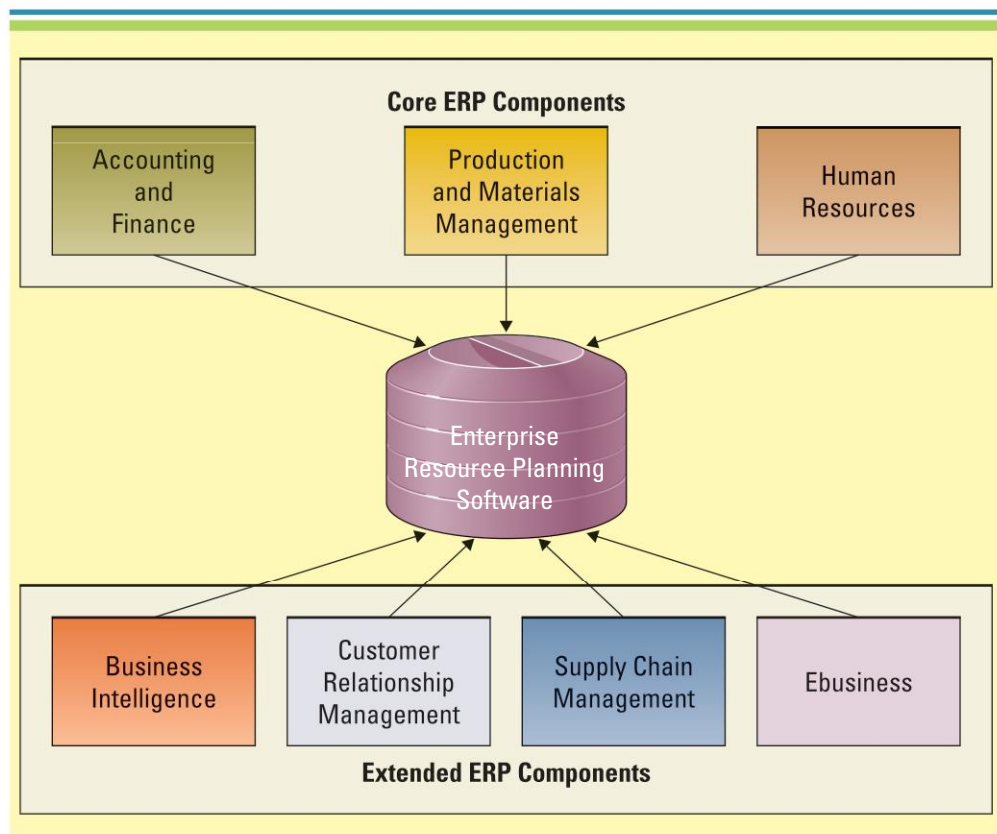 Core ERP Components
Accounting
and
Finance
Production
and Materials
Management
Human
Resources
Enterprise
Resource Planning
Software
Business
Intelligence
Customer
Relationship
Management
Supply Chain
Management
Ebusiness
Extended ERP Components